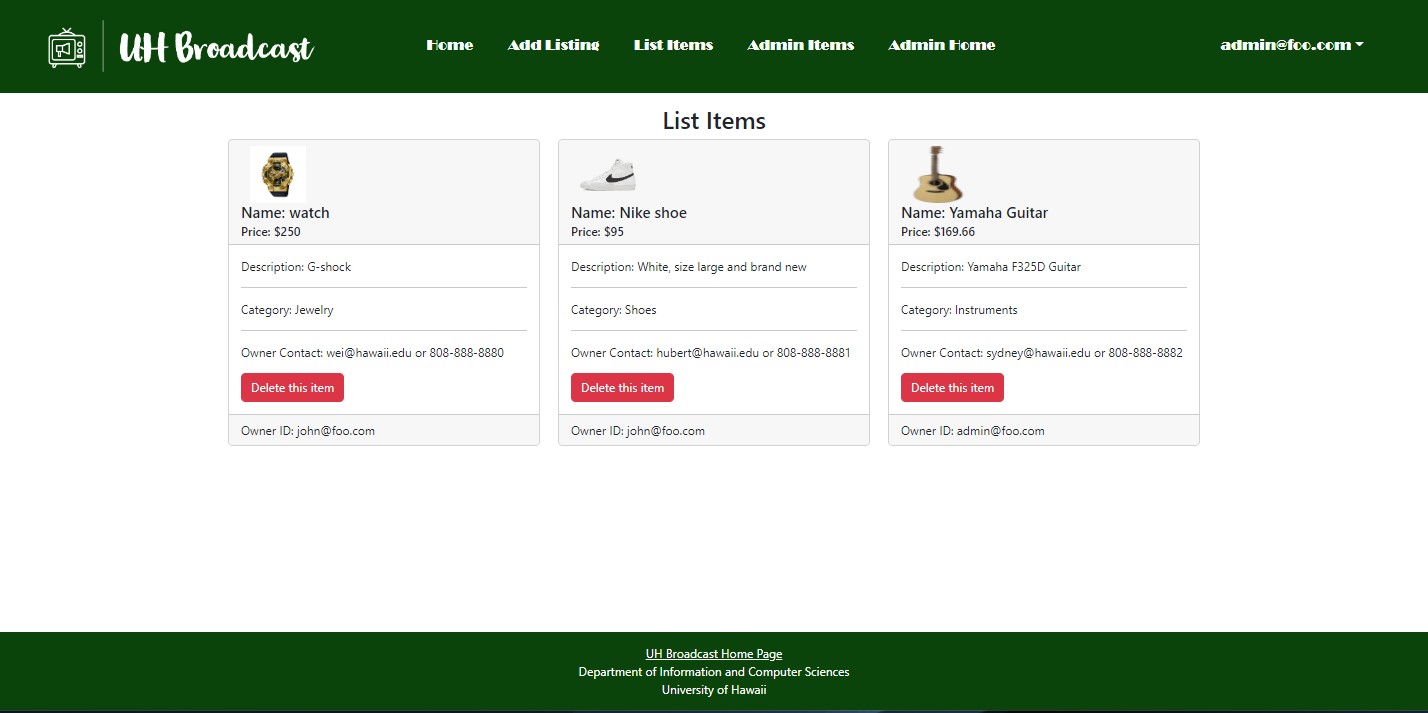 UH Broadcast
Home Add Listing List Items Admin Items Admin Home
admin@foo.com
List Items
Name: watch
Price: $250
Description: G-shock
Category: Jewelry
Owner Contact: wei@hawaii.edu or 808-888-8880
Delete this item
Owner ID: john@foo.com
Name: Nike shoe
Price: $95
Description: White, size large and brand new
Category: Shoes
Owner Contact: hubert@hawaii.edu or 808-888-8881
Delete this item
Owner ID: john@foo.com
Name: Yamaha Guitar
Price: $169.66
Description: Yamaha F325D Guitar
Category: Instruments
Owner Contact: sydney@hawaii.edu or 808-888-8882
Delete this item
Owner ID: admin@foo.com
UH Broadcast Home Page
Department of Information and Computer Sciences
University of Hawaii